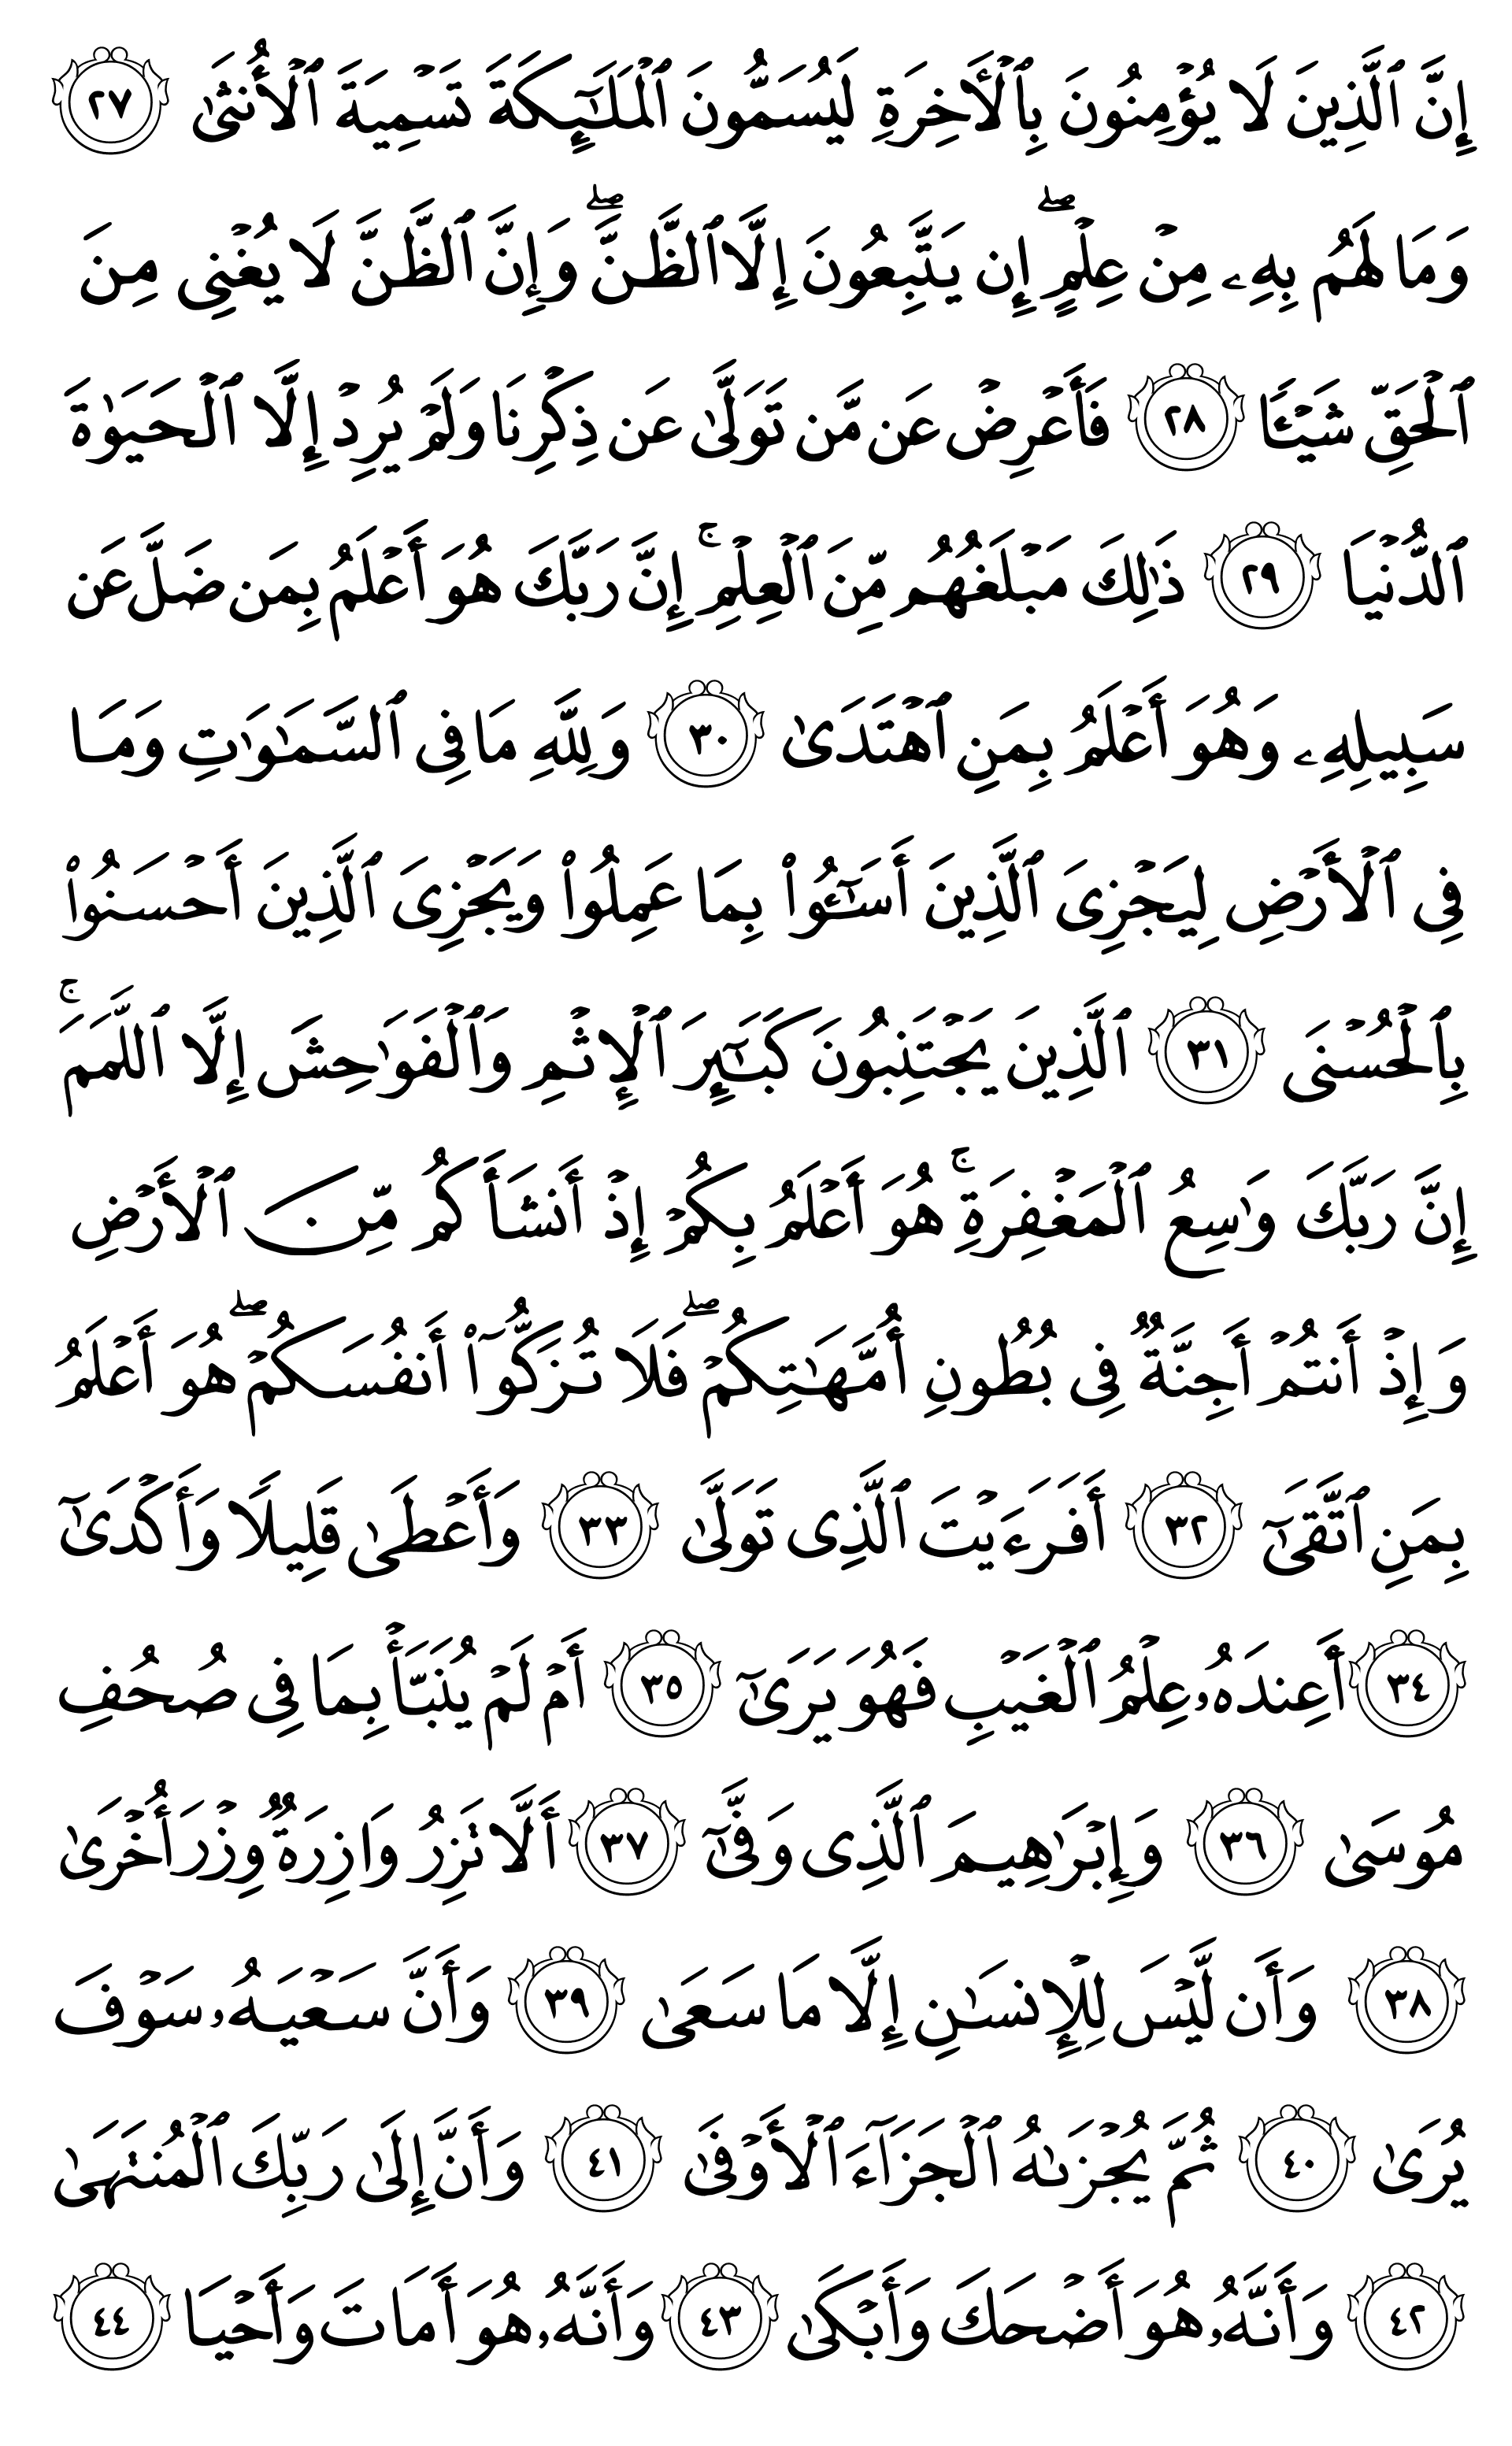 إِنَّ ٱلَّذِينَ لَا يُؤۡمِنُونَ بِٱلۡأٓخِرَةِ لَيُسَمُّونَ ٱلۡمَلَٰٓئِكَةَ تَسۡمِيَةَ ٱلۡأُنثَىٰ ٢٧
وَمَا لَهُم بِهِۦ مِنۡ عِلۡمٍۖ إِن يَتَّبِعُونَ إِلَّا ٱلظَّنَّۖ وَإِنَّ ٱلظَّنَّ لَا يُغۡنِي مِنَ
ٱلۡحَقِّ شَيۡـٔٗا ٢٨ فَأَعۡرِضۡ عَن مَّن تَوَلَّىٰ عَن ذِكۡرِنَا وَلَمۡ يُرِدۡ إِلَّا ٱلۡحَيَوٰةَ
ٱلدُّنۡيَا ٢٩ ذَٰلِكَ مَبۡلَغُهُم مِّنَ ٱلۡعِلۡمِۚ إِنَّ رَبَّكَ هُوَ أَعۡلَمُ بِمَن ضَلَّ عَن
سَبِيلِهِۦ وَهُوَ أَعۡلَمُ بِمَنِ ٱهۡتَدَىٰ ٣٠ وَلِلَّهِ مَا فِي ٱلسَّمَٰوَٰتِ وَمَا
فِي ٱلۡأَرۡضِ لِيَجۡزِيَ ٱلَّذِينَ أَسَٰٓـُٔواْ بِمَا عَمِلُواْ وَيَجۡزِيَ ٱلَّذِينَ أَحۡسَنُواْ
بِٱلۡحُسۡنَى ٣١ ٱلَّذِينَ يَجۡتَنِبُونَ كَبَٰٓئِرَ ٱلۡإِثۡمِ وَٱلۡفَوَٰحِشَ إِلَّا ٱللَّمَمَۚ
إِنَّ رَبَّكَ وَٰسِعُ ٱلۡمَغۡفِرَةِۚ هُوَ أَعۡلَمُ بِكُمۡ إِذۡ أَنشَأَكُم مِّنَ ٱلۡأَرۡضِ
وَإِذۡ أَنتُمۡ أَجِنَّةٞ فِي بُطُونِ أُمَّهَٰتِكُمۡۖ فَلَا تُزَكُّوٓاْ أَنفُسَكُمۡۖ هُوَ أَعۡلَمُ
بِمَنِ ٱتَّقَىٰٓ ٣٢ أَفَرَءَيۡتَ ٱلَّذِي تَوَلَّىٰ ٣٣ وَأَعۡطَىٰ قَلِيلٗا وَأَكۡدَىٰٓ
٣٤ أَعِندَهُۥ عِلۡمُ ٱلۡغَيۡبِ فَهُوَ يَرَىٰٓ ٣٥ أَمۡ لَمۡ يُنَبَّأۡ بِمَا فِي صُحُفِ
مُوسَىٰ ٣٦ وَإِبۡرَٰهِيمَ ٱلَّذِي وَفَّىٰٓ ٣٧ أَلَّا تَزِرُ وَازِرَةٞ وِزۡرَ أُخۡرَىٰ
٣٨ وَأَن لَّيۡسَ لِلۡإِنسَٰنِ إِلَّا مَا سَعَىٰ ٣٩ وَأَنَّ سَعۡيَهُۥ سَوۡفَ
يُرَىٰ ٤٠ ثُمَّ يُجۡزَىٰهُ ٱلۡجَزَآءَ ٱلۡأَوۡفَىٰ ٤١ وَأَنَّ إِلَىٰ رَبِّكَ ٱلۡمُنتَهَىٰ
٤٢ وَأَنَّهُۥ هُوَ أَضۡحَكَ وَأَبۡكَىٰ ٤٣ وَأَنَّهُۥ هُوَ أَمَاتَ وَأَحۡيَا ٤٤